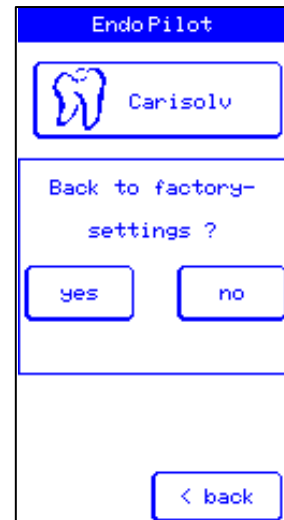 EndoPilot
Carisolv
Back to factory-
settings ?
yes no
< back